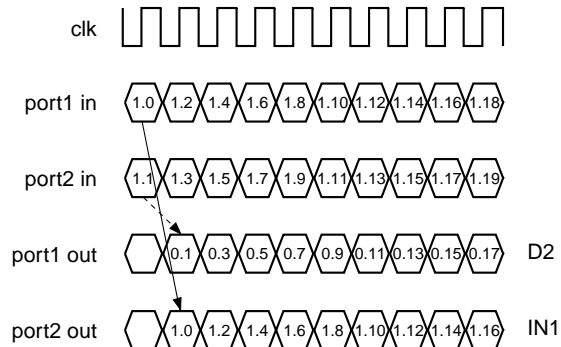 clk
port1 in 1.0 1.2 1.4 1.6 1.8 1.10 1.12 1.14 1.16 1.18
port2 in 1.1 1.3 1.5 1.7 1.9 1.11 1.13 1.15 1.17 1.19
port1 out 0.1 0.3 0.5 0.7 0.9 0.11 0.13 0.15 0.17 D2
port2 out 1.0 1.2 1.4 1.6 1.8 1.10 1.12 1.14 1.16 IN1